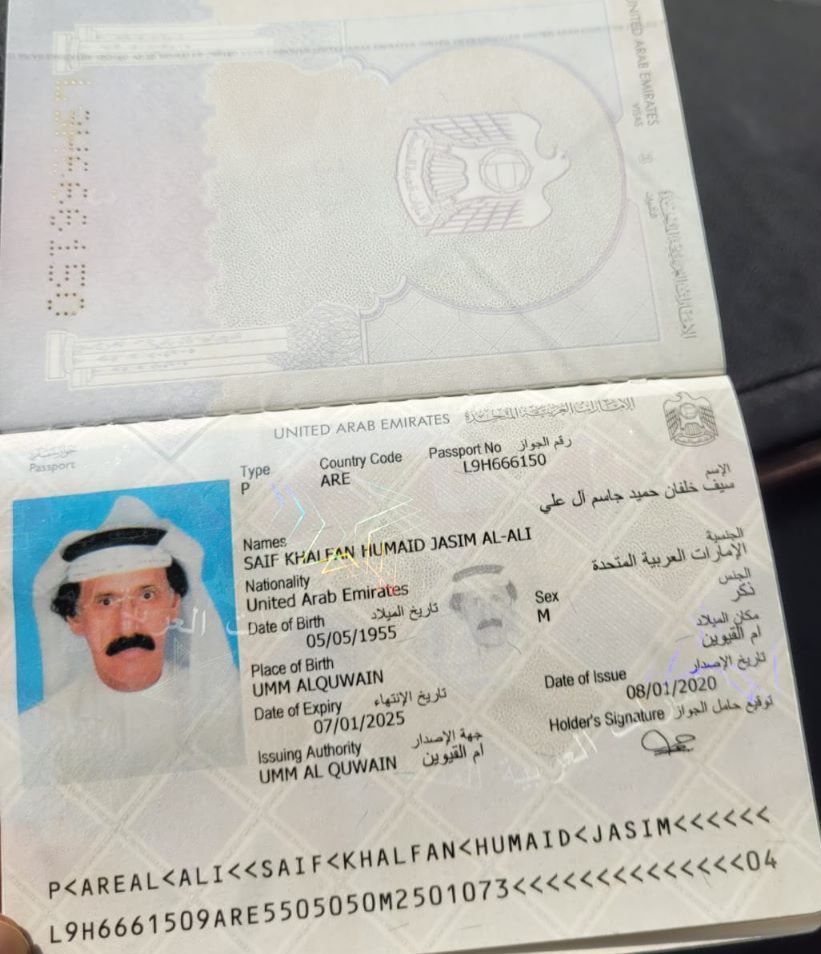 UNITED ARAB EMIRATES
VISAS
التأشيرات
الإمارات العربية المتحدة
L9H666150
UNITED ARAB EMIRATES الإمارات العربية المتحدة
جواز سفر
Passport
Type
P
Country Code
ARE
Passport No رقم الجواز
L9H666150
الإسم
سيف خلفان حميد جاسم آل علي
Names
SAIF KHALFAN HUMAID JASIM AL-ALI
الجنسية
الإمارات العربية المتحدة
Nationality
United Arab Emirates
Sex الجنس
M ذكر
Date of Birth تاريخ الميلاد
05/05/1955
مكان الميلاد
ام القيوين
Place of Birth
UMM ALQUWAIN
Date of Issue تاريخ الإصدار
08/01/2020
Date of Expiry تاريخ الإنتهاء
07/01/2025
Holder's Signature توقيع حامل الجواز
Issuing Authority جهة الإصدار
UMM AL QUWAIN ام القيوين
P<AREAL<ALI<<SAIF<KHALFAN<HUMAID<JASIM<<<<<<
L9H6661509ARE5505050M2501073<<<<<<<<<<<<<<04